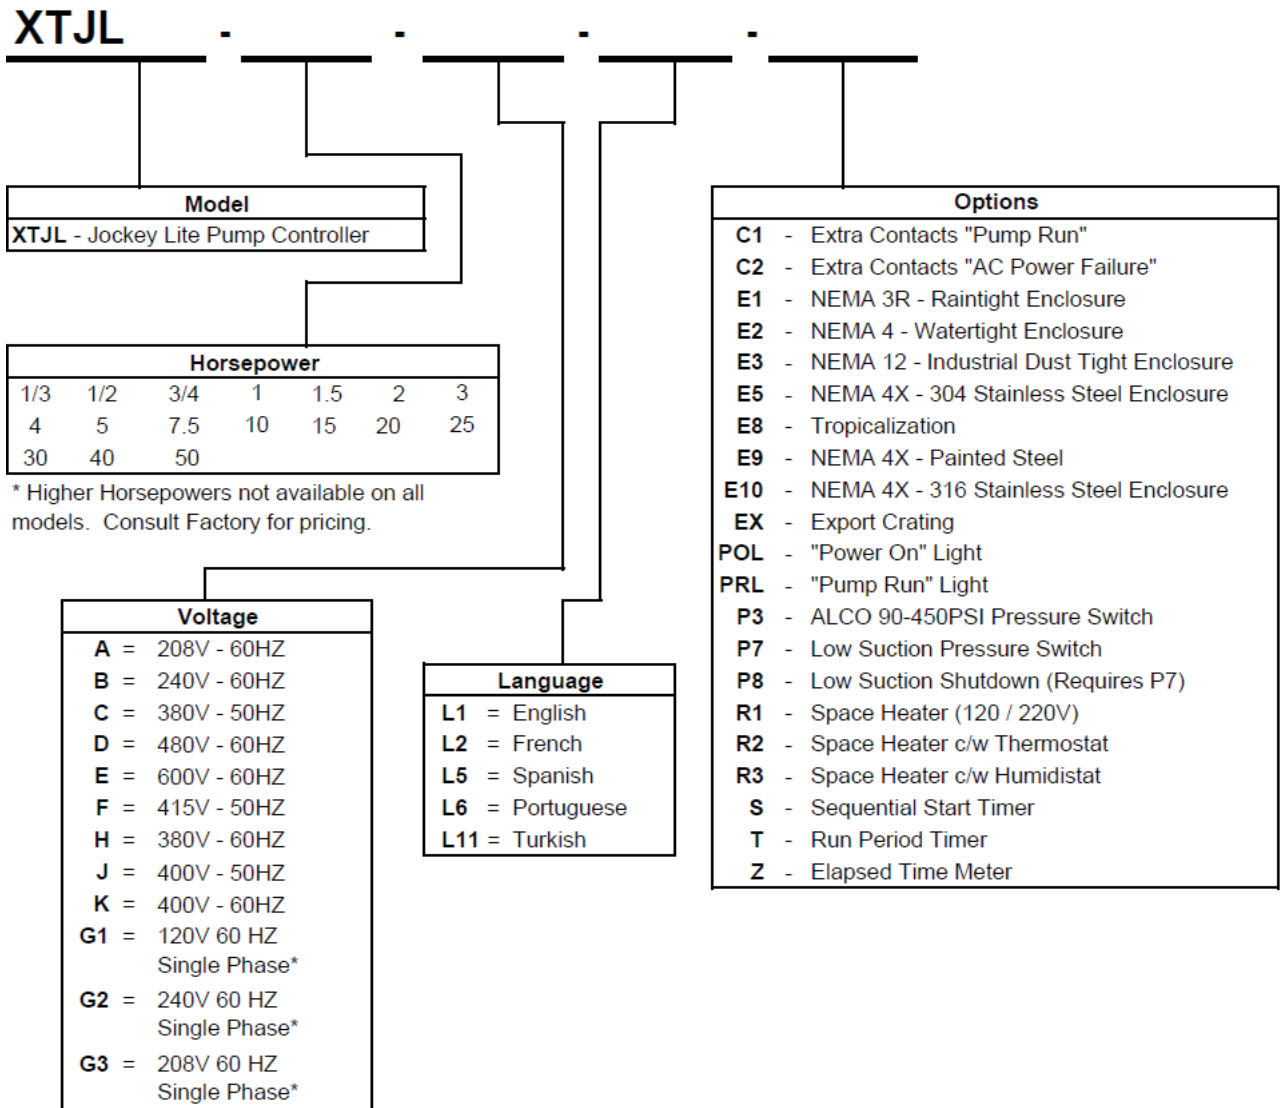 XTJL - - - -
Model
XTJL - Jockey Lite Pump Controller
Horsepower
1/3 1/2 3/4 1 1.5 2 3
4 5 7.5 10 15 20 25
30 40 50
* Higher Horsepowers not available on all
models. Consult Factory for pricing.
Voltage
A = 208V - 60HZ
B = 240V - 60HZ
C = 380V - 50HZ
D = 480V - 60HZ
E = 600V - 60HZ
F = 415V - 50HZ
H = 380V - 60HZ
J = 400V - 50HZ
K = 400V - 60HZ
G1 = 120V 60 HZ
Single Phase*
G2 = 240V 60 HZ
Single Phase*
G3 = 208V 60 HZ
Single Phase*
Language
L1 = English
L2 = French
L5 = Spanish
L6 = Portuguese
L11 = Turkish
Options
C1 - Extra Contacts "Pump Run"
C2 - Extra Contacts "AC Power Failure"
E1 - NEMA 3R - Raintight Enclosure
E2 - NEMA 4 - Watertight Enclosure
E3 - NEMA 12 - Industrial Dust Tight Enclosure
E5 - NEMA 4X - 304 Stainless Steel Enclosure
E8 - Tropicalization
E9 - NEMA 4X - Painted Steel
E10 - NEMA 4X - 316 Stainless Steel Enclosure
EX - Export Crating
POL - "Power On" Light
PRL - "Pump Run" Light
P3 - ALCO 90-450PSI Pressure Switch
P7 - Low Suction Pressure Switch
P8 - Low Suction Shutdown (Requires P7)
R1 - Space Heater (120 / 220V)
R2 - Space Heater c/w Thermostat
R3 - Space Heater c/w Humidistat
S - Sequential Start Timer
T - Run Period Timer
Z - Elapsed Time Meter